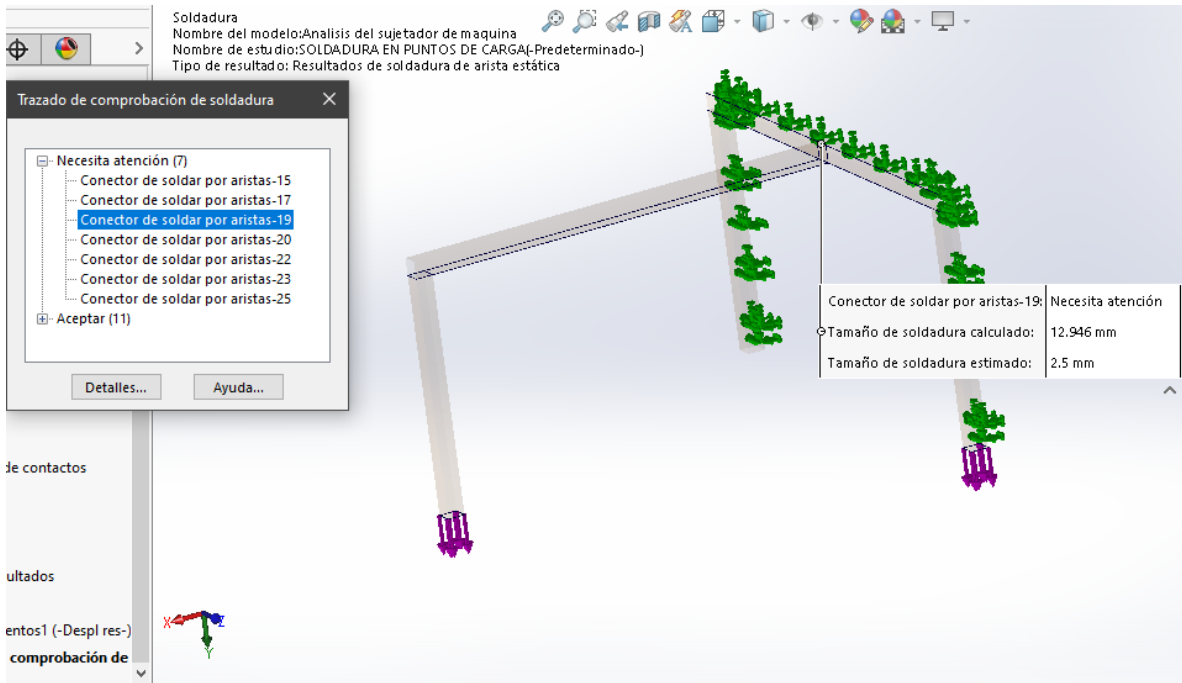 Soldadura
Nombre del modelo:Analisis del sujetador de maquina
Nombre de estudio:SOLDADURA EN PUNTOS DE CARGA(-Predeterminado-)
Tipo de resultado: Resultados de soldadura de arista estática
Trazado de comprobación de soldadura
Necesita atención (7)
Conector de soldar por aristas-15
Conector de soldar por aristas-17
Conector de soldar por aristas-19
Conector de soldar por aristas-20
Conector de soldar por aristas-22
Conector de soldar por aristas-23
Conector de soldar por aristas-25
Aceptar (11)
Detalles...
Ayuda...
Conector de soldar por aristas-19: Necesita atención
Tamaño de soldadura calculado: 12.946 mm
Tamaño de soldadura estimado: 2.5 mm
de contactos
ultados
entos1 (-Despl res-)
comprobación de
X
Z
Y